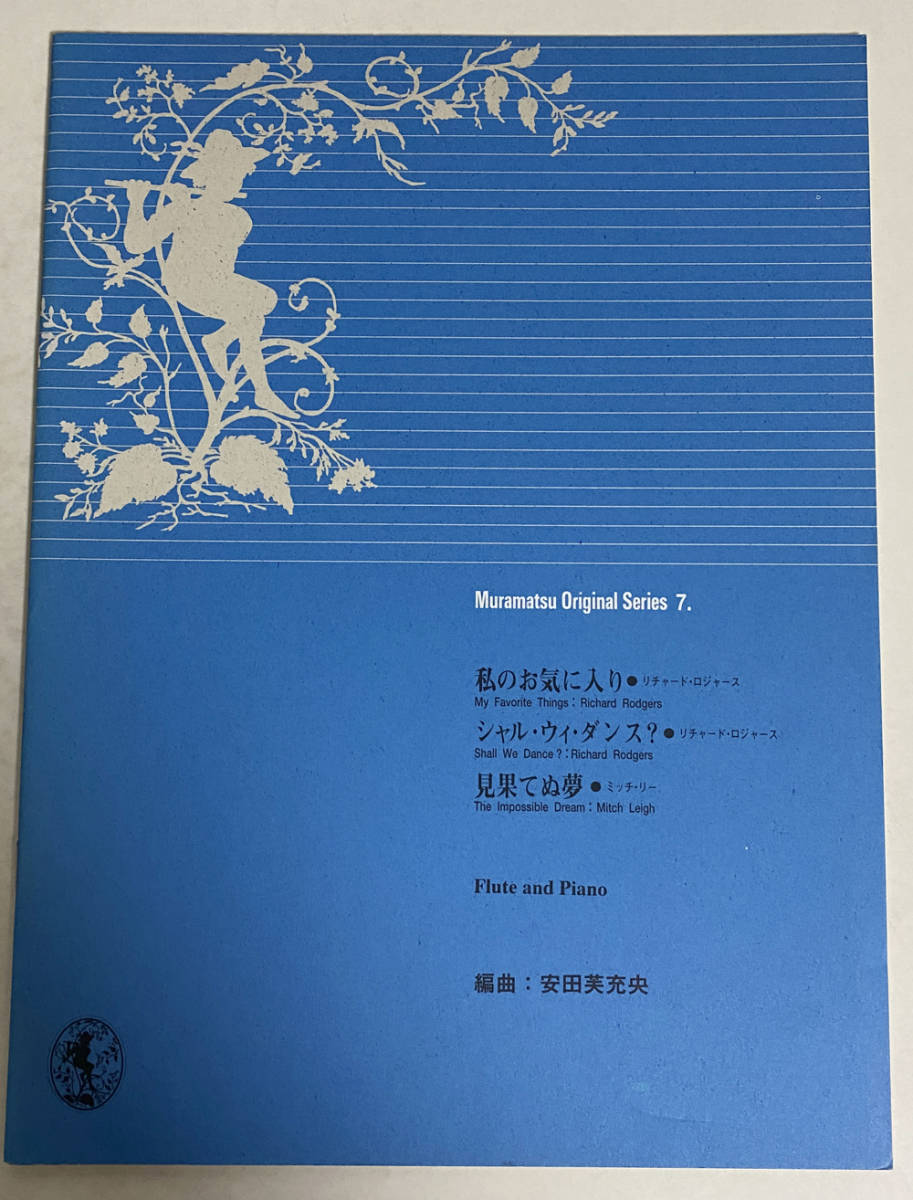 Muramatsu Original Series 7.
私のお気に入り●リチャード・ロジャース
My Favorite Things：Richard Rodgers
シャル・ウィ・ダンス？●リチャード・ロジャース
Shall We Dance？：Richard Rodgers
見果てぬ夢●ミッチ・リー
The Impossible Dream：Mitch Leigh
Flute and Piano
編曲：安田芙充央